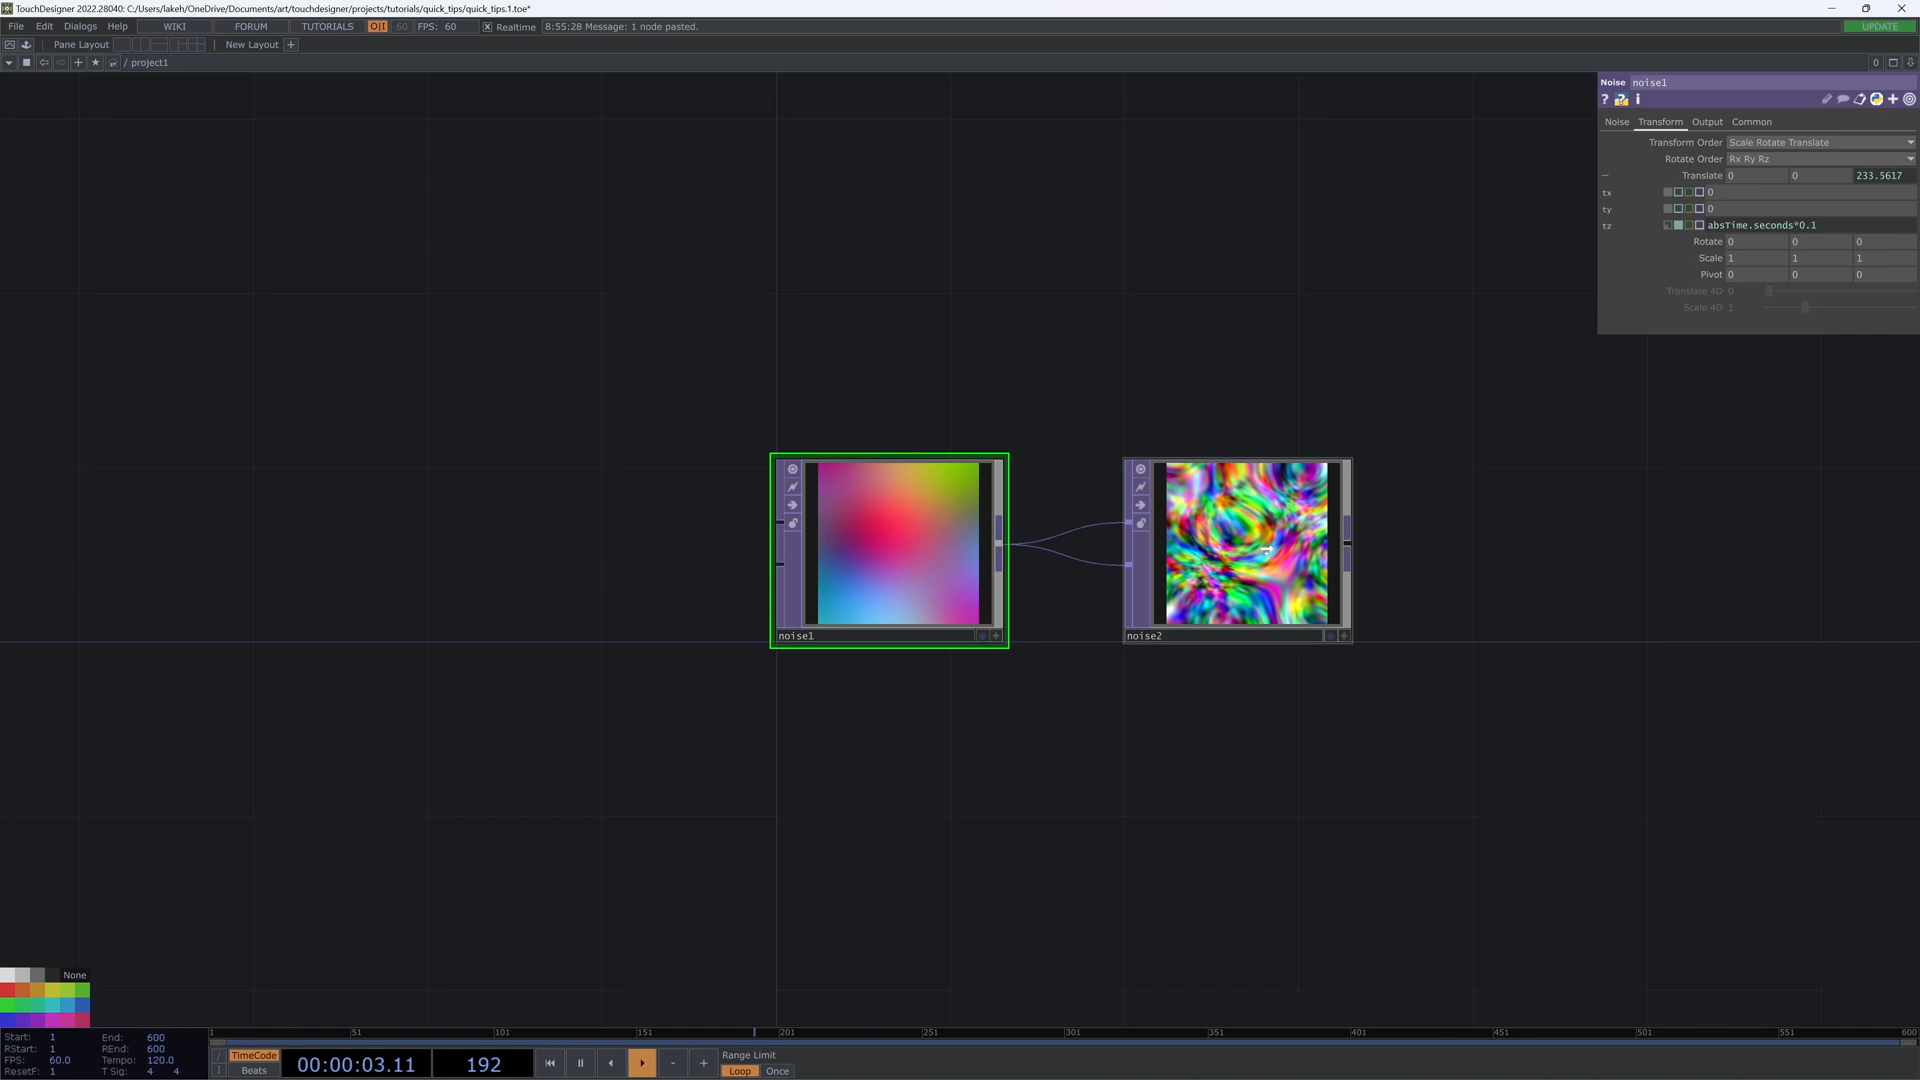 TouchDesigner 2022.28040: C:/Users/lakeh/OneDrive/Documents/art/touchdesigner/projects/tutorials/quick_tips/quick_tips.1.toe*
File Edit Dialogs Help WIKI FORUM TUTORIALS O|I 60 FPS: 60 Realtime 8:55:28 Message: 1 node pasted. UPDATE
Pane Layout New Layout +
/ project1 0
Noise noise1
? ? i
Noise Transform Output Common
Transform Order Scale Rotate Translate
Rotate Order Rx Ry Rz
Translate 0 0 233.5617
tx 0
ty 0
tz absTime.seconds*0.1
Rotate 0 0 0
Scale 1 1 1
Pivot 0 0 0
Translate 4D 0
Scale 4D 1
noise1
noise2
None
1 51 101 151 201 251 301 351 401 451 501 551 600
Start: 1 End: 600
RStart: 1 REnd: 600
FPS: 60.0 Tempo: 120.0
ResetF: 1 T Sig: 4 4
TimeCode
Beats
00:00:03.11
192
- +
Range Limit
Loop Once